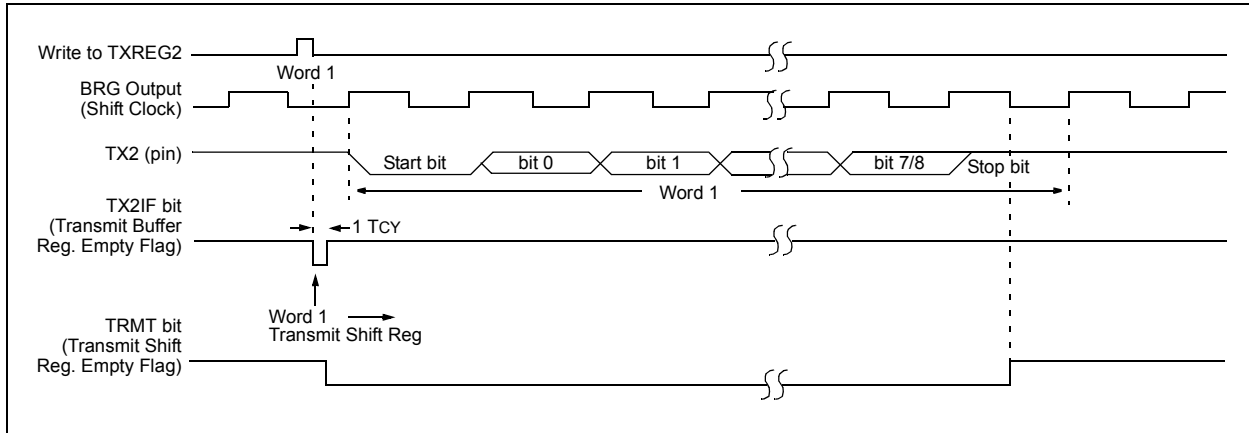 Write to TXREG2
Word 1
BRG Output
(Shift Clock)
TX2 (pin)
Start bit
bit 0
bit 1
bit 7/8
Stop bit
Word 1
TX2IF bit
(Transmit Buffer
Reg. Empty Flag)
1 TCY
Word 1
Transmit Shift Reg
TRMT bit
(Transmit Shift
Reg. Empty Flag)